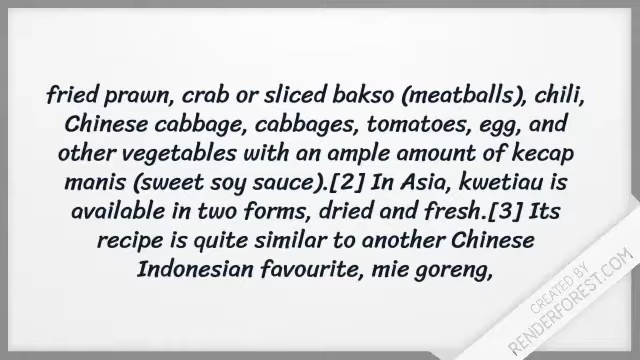 fried prawn, crab or sliced bakso (meatballs), chili,
Chinese cabbage, cabbages, tomatoes, egg, and
other vegetables with an ample amount of kecap
manis (sweet soy sauce).[2] In Asia, kwetiau is
available in two forms, dried and fresh.[3] Its
recipe is quite similar to another Chinese
Indonesian favourite, mie goreng,
CREATED BY
RENDERFOREST.COM